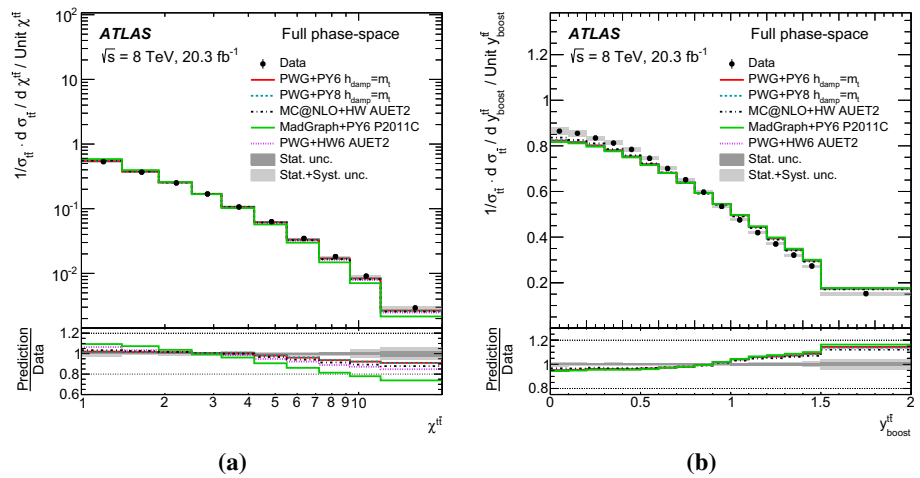 ATLAS Full phase-space
√s = 8 TeV, 20.3 fb⁻¹
Data
PWG+PY6 h_damp=m_t
PWG+PY8 h_damp=m_t
MC@NLO+HW AUET2
MadGraph+PY6 P2011C
PWG+HW6 AUET2
Stat. unc.
Stat.+Syst. unc.
1/σ_tt̄ · d σ_tt̄ / d χ^tt̄ / Unit χ^tt̄
10²
10
1
10⁻¹
10⁻²
Prediction
Data
1.2
1
0.8
0.6
1 2 3 4 5 6 7 8 9 10
χ^tt̄
(a)
ATLAS Full phase-space
√s = 8 TeV, 20.3 fb⁻¹
Data
PWG+PY6 h_damp=m_t
PWG+PY8 h_damp=m_t
MC@NLO+HW AUET2
MadGraph+PY6 P2011C
PWG+HW6 AUET2
Stat. unc.
Stat.+Syst. unc.
1/σ_tt̄ · d σ_tt̄ / d y_boost^tt̄ / Unit y_boost^tt̄
1.2
1
0.8
0.6
0.4
0.2
Prediction
Data
1.2
1
0.8
0 0.5 1 1.5 2
y_boost^tt̄
(b)